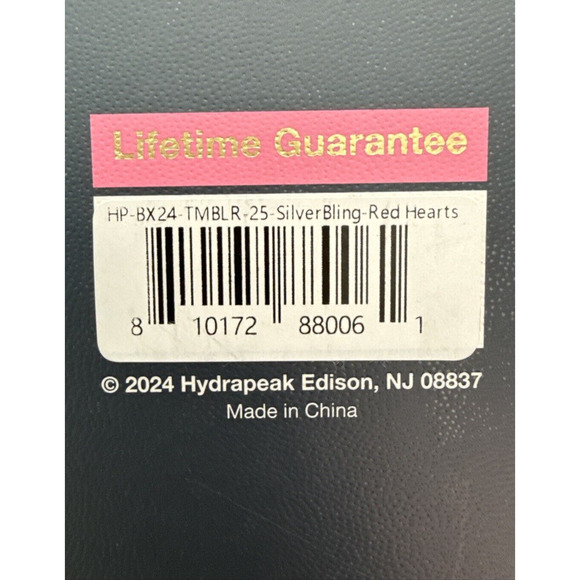 Lifetime Guarantee
HP-BX24-TMBLR-25-SilverBling-Red Hearts
8 10172 88006 1
© 2024 Hydrapeak Edison, NJ 08837
Made in China